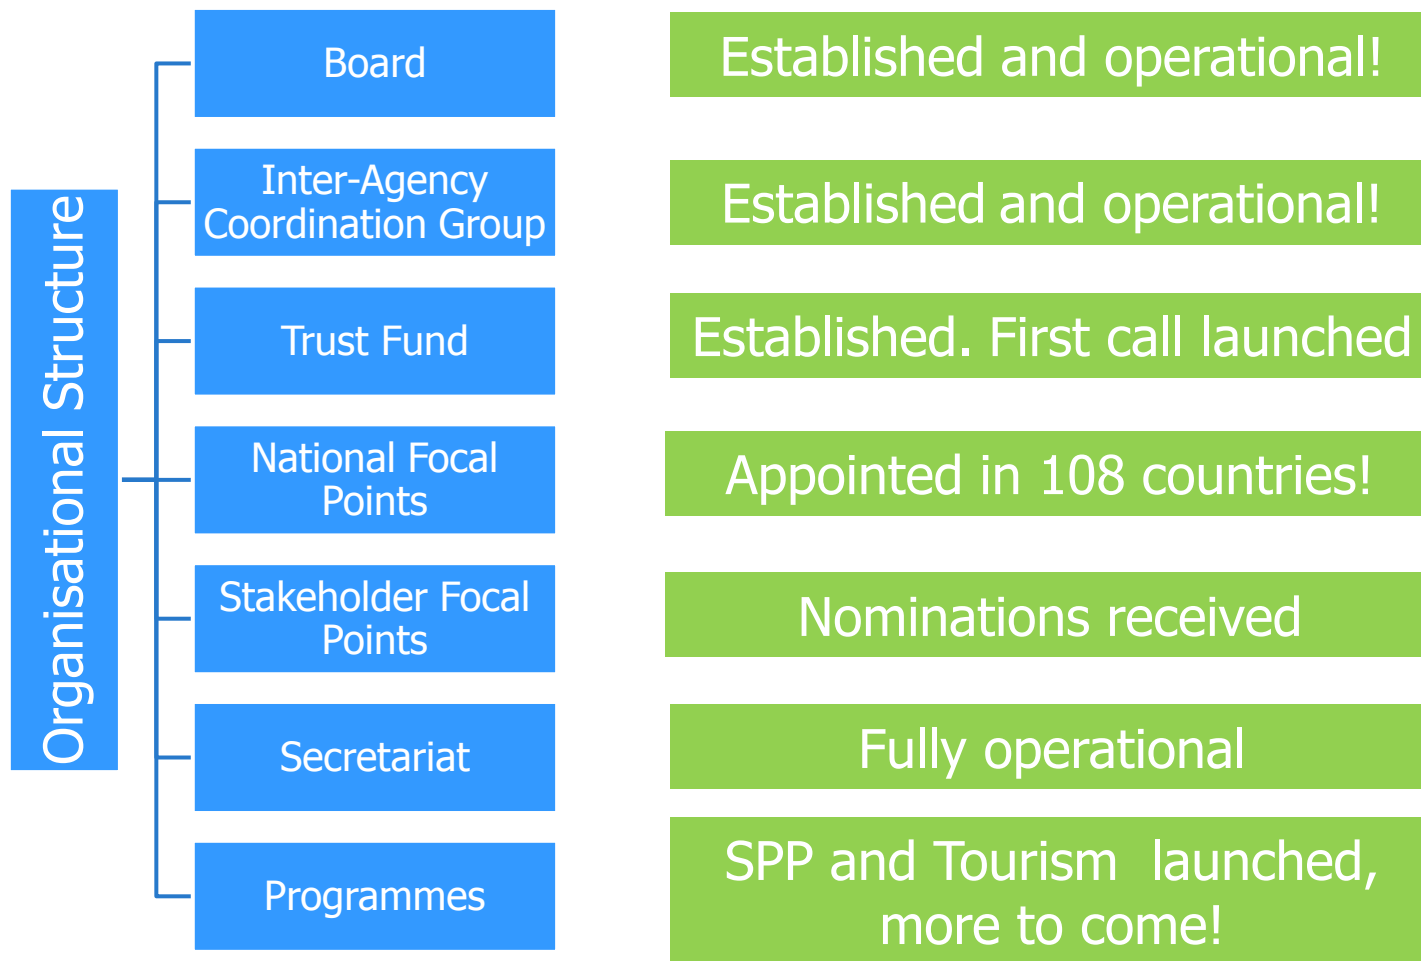 Organisational Structure
Board
Established and operational!
Inter-Agency
Coordination Group
Established and operational!
Trust Fund
Established. First call launched
National Focal
Points
Appointed in 108 countries!
Stakeholder Focal
Points
Nominations received
Secretariat
Fully operational
Programmes
SPP and Tourism  launched,
more to come!